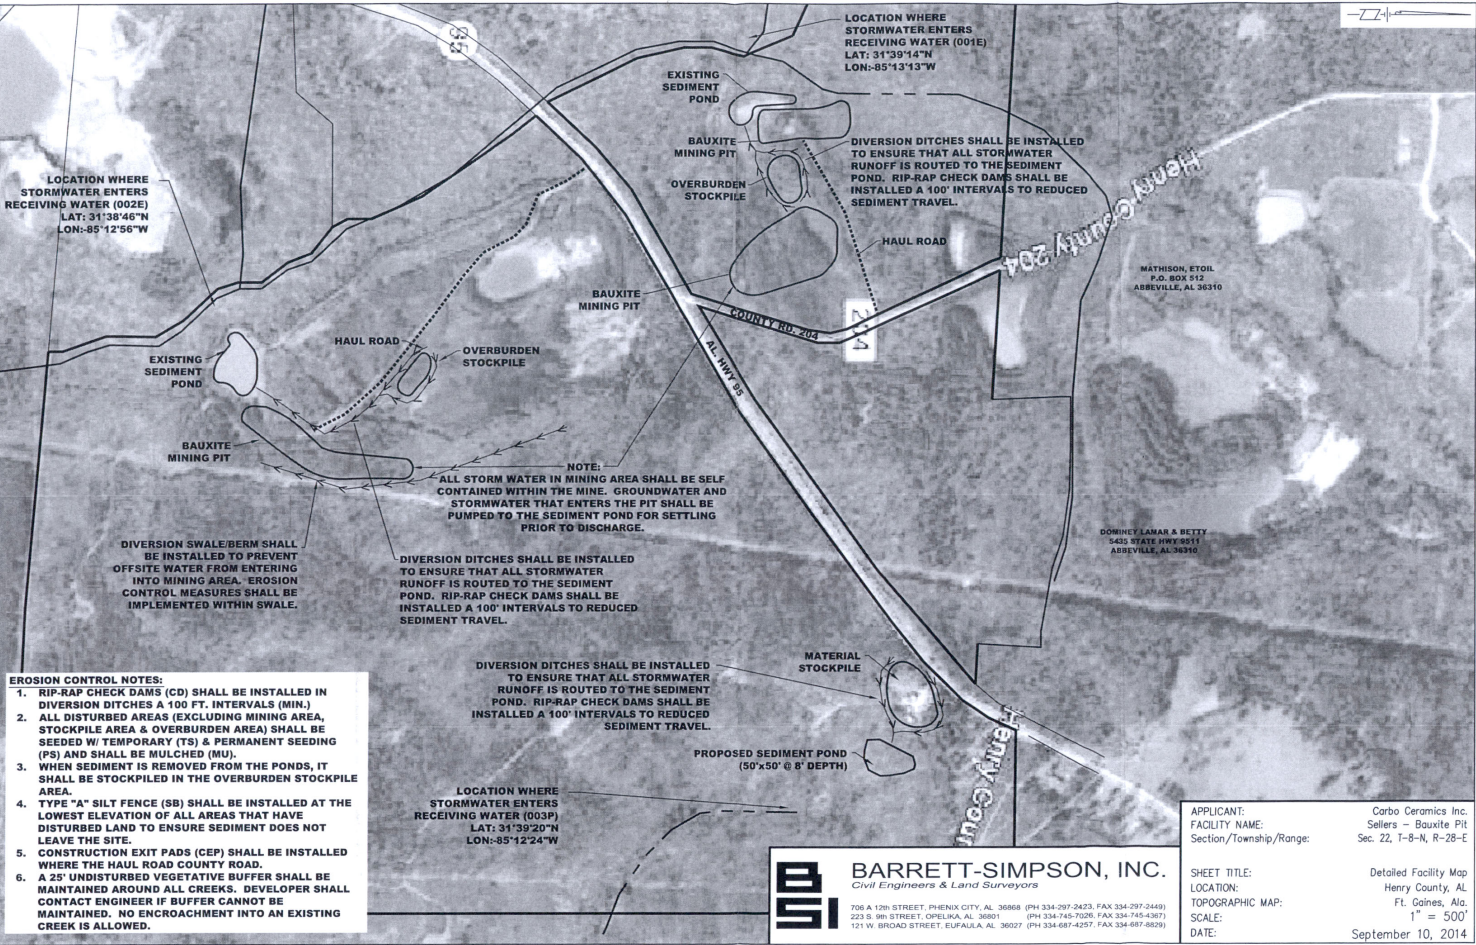 LOCATION WHERE
STORMWATER ENTERS
RECEIVING WATER (001E)
LAT: 31°39'14"N
LON:-85°13'13"W
95
EXISTING
SEDIMENT
POND
BAUXITE
MINING PIT
OVERBURDEN
STOCKPILE
DIVERSION DITCHES SHALL BE INSTALLED
TO ENSURE THAT ALL STORMWATER
RUNOFF IS ROUTED TO THE SEDIMENT
POND. RIP-RAP CHECK DAMS SHALL BE
INSTALLED A 100' INTERVALS TO REDUCED
SEDIMENT TRAVEL.
HAUL ROAD
Henry County 204
LOCATION WHERE
STORMWATER ENTERS
RECEIVING WATER (002E)
LAT: 31°38'46"N
LON:-85°12'56"W
MATHISON, ETOIL
P.O. BOX 512
ABBEVILLE, AL 36310
BAUXITE
MINING PIT
COUNTY RD. 204
204
AL. HWY 95
EXISTING
SEDIMENT
POND
HAUL ROAD
OVERBURDEN
STOCKPILE
BAUXITE
MINING PIT
NOTE:
ALL STORM WATER IN MINING AREA SHALL BE SELF
CONTAINED WITHIN THE MINE. GROUNDWATER AND
STORMWATER THAT ENTERS THE PIT SHALL BE
PUMPED TO THE SEDIMENT POND FOR SETTLING
PRIOR TO DISCHARGE.
DOMINEY LAMAR & BETTY
5435 STATE HWY 9511
ABBEVILLE, AL 36310
DIVERSION SWALE/BERM SHALL
BE INSTALLED TO PREVENT
OFFSITE WATER FROM ENTERING
INTO MINING AREA. EROSION
CONTROL MEASURES SHALL BE
IMPLEMENTED WITHIN SWALE.
DIVERSION DITCHES SHALL BE INSTALLED
TO ENSURE THAT ALL STORMWATER
RUNOFF IS ROUTED TO THE SEDIMENT
POND. RIP-RAP CHECK DAMS SHALL BE
INSTALLED A 100' INTERVALS TO REDUCED
SEDIMENT TRAVEL.
DIVERSION DITCHES SHALL BE INSTALLED
TO ENSURE THAT ALL STORMWATER
RUNOFF IS ROUTED TO THE SEDIMENT
POND. RIP-RAP CHECK DAMS SHALL BE
INSTALLED A 100' INTERVALS TO REDUCED
SEDIMENT TRAVEL.
MATERIAL
STOCKPILE
PROPOSED SEDIMENT POND
(50'x50' @ 8' DEPTH)
Henry Coun
LOCATION WHERE
STORMWATER ENTERS
RECEIVING WATER (003P)
LAT: 31°39'20"N
LON:-85°12'24"W
EROSION CONTROL NOTES:
1. RIP-RAP CHECK DAMS (CD) SHALL BE INSTALLED IN
DIVERSION DITCHES A 100 FT. INTERVALS (MIN.)
2. ALL DISTURBED AREAS (EXCLUDING MINING AREA,
STOCKPILE AREA & OVERBURDEN AREA) SHALL BE
SEEDED W/ TEMPORARY (TS) & PERMANENT SEEDING
(PS) AND SHALL BE MULCHED (MU).
3. WHEN SEDIMENT IS REMOVED FROM THE PONDS, IT
SHALL BE STOCKPILED IN THE OVERBURDEN STOCKPILE
AREA.
4. TYPE "A" SILT FENCE (SB) SHALL BE INSTALLED AT THE
LOWEST ELEVATION OF ALL AREAS THAT HAVE
DISTURBED LAND TO ENSURE SEDIMENT DOES NOT
LEAVE THE SITE.
5. CONSTRUCTION EXIT PADS (CEP) SHALL BE INSTALLED
WHERE THE HAUL ROAD COUNTY ROAD.
6. A 25' UNDISTURBED VEGETATIVE BUFFER SHALL BE
MAINTAINED AROUND ALL CREEKS. DEVELOPER SHALL
CONTACT ENGINEER IF BUFFER CANNOT BE
MAINTAINED. NO ENCROACHMENT INTO AN EXISTING
CREEK IS ALLOWED.
BSI
BARRETT-SIMPSON, INC.
Civil Engineers & Land Surveyors
706 A 12th STREET, PHENIX CITY, AL 36868 (PH 334-297-2423, FAX 334-297-2449)
223 S. 9th STREET, OPELIKA, AL 36801 (PH 334-745-7026, FAX 334-745-4367)
121 W. BROAD STREET, EUFAULA, AL 36027 (PH 334-687-4257, FAX 334-687-8829)
APPLICANT: Carbo Ceramics Inc.
FACILITY NAME: Sellers - Bauxite Pit
Section/Township/Range: Sec. 22, T-8-N, R-28-E
SHEET TITLE: Detailed Facility Map
LOCATION: Henry County, AL
TOPOGRAPHIC MAP: Ft. Gaines, Ala.
SCALE: 1" = 500'
DATE: September 10, 2014